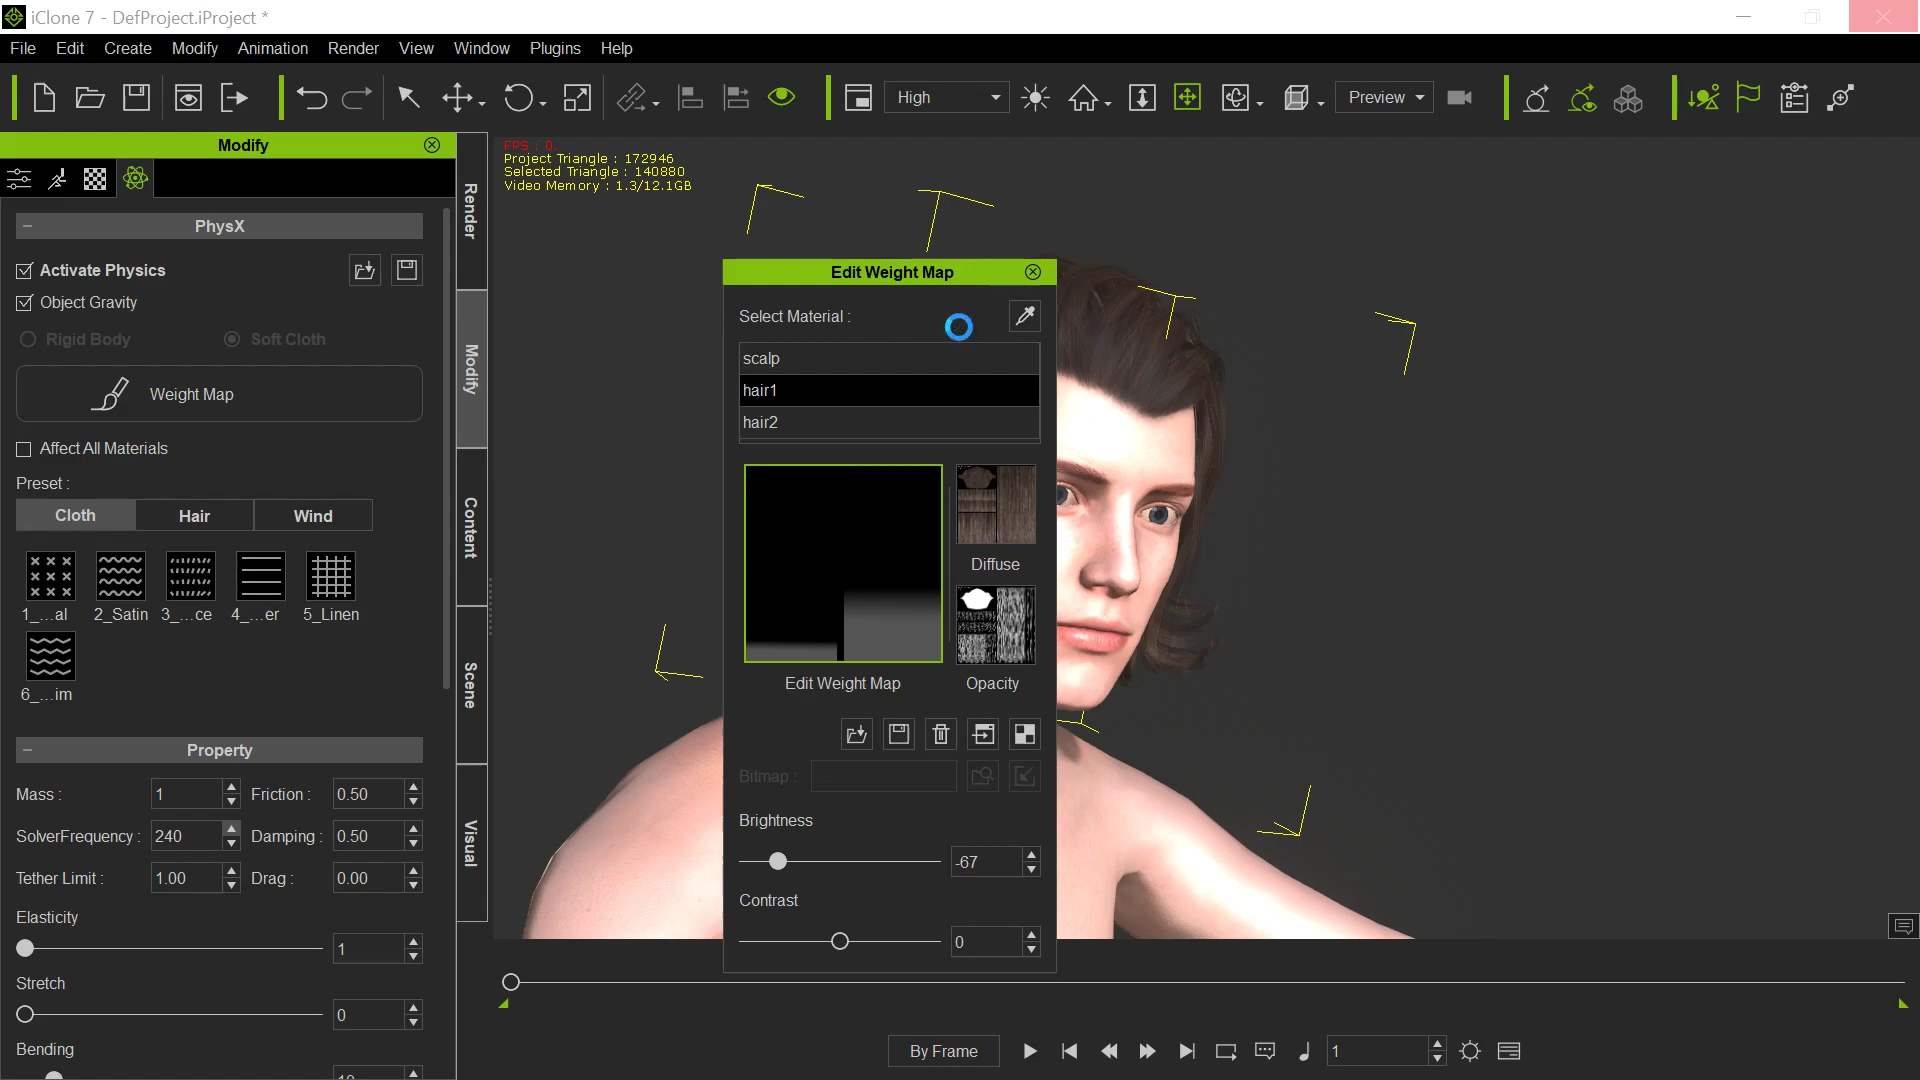 iClone 7 - DefProject.iProject *
File Edit Create Modify Animation Render View Window Plugins Help
High
Preview
Modify
FPS : 0.
Project Triangle : 172946
Selected Triangle : 140880
Video Memory : 1.3/12.1GB
Render
Modify
Content
Scene
Visual
PhysX
Activate Physics
Object Gravity
Rigid Body Soft Cloth
Weight Map
Affect All Materials
Preset :
Cloth Hair Wind
1_...al 2_Satin 3_...ce 4_...er 5_Linen
6_...im
Property
Mass : 1 Friction : 0.50
SolverFrequency : 240 Damping : 0.50
Tether Limit : 1.00 Drag : 0.00
Elasticity
1
Stretch
0
Bending
Edit Weight Map
Select Material :
scalp
hair1
hair2
Diffuse
Edit Weight Map Opacity
Bitmap : ...
Brightness
-67
Contrast
0
By Frame
1